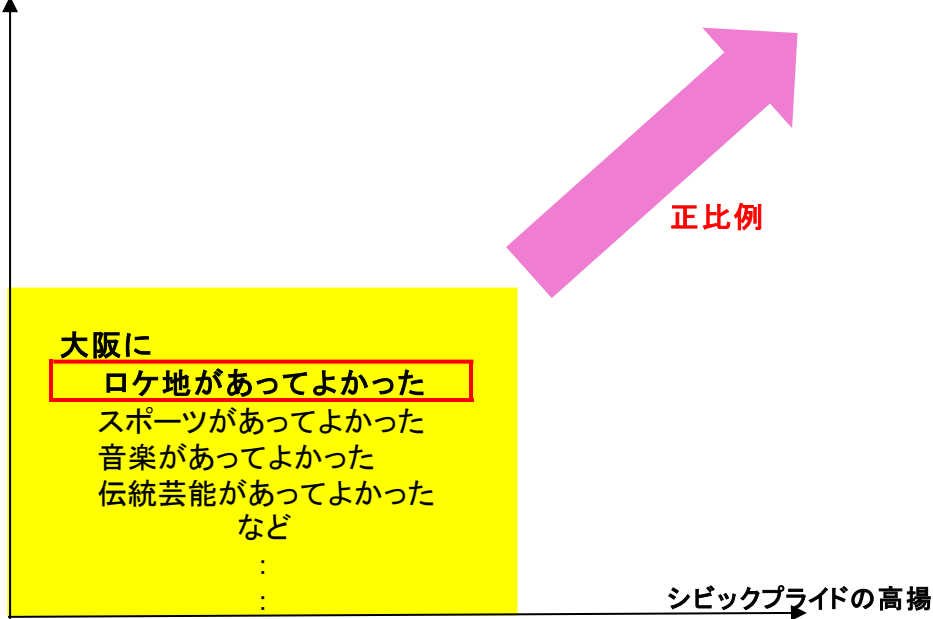 正比例
大阪に
ロケ地があってよかった
スポーツがあってよかった
音楽があってよかった
伝統芸能があってよかった
など
:
:
シビックプライドの高揚